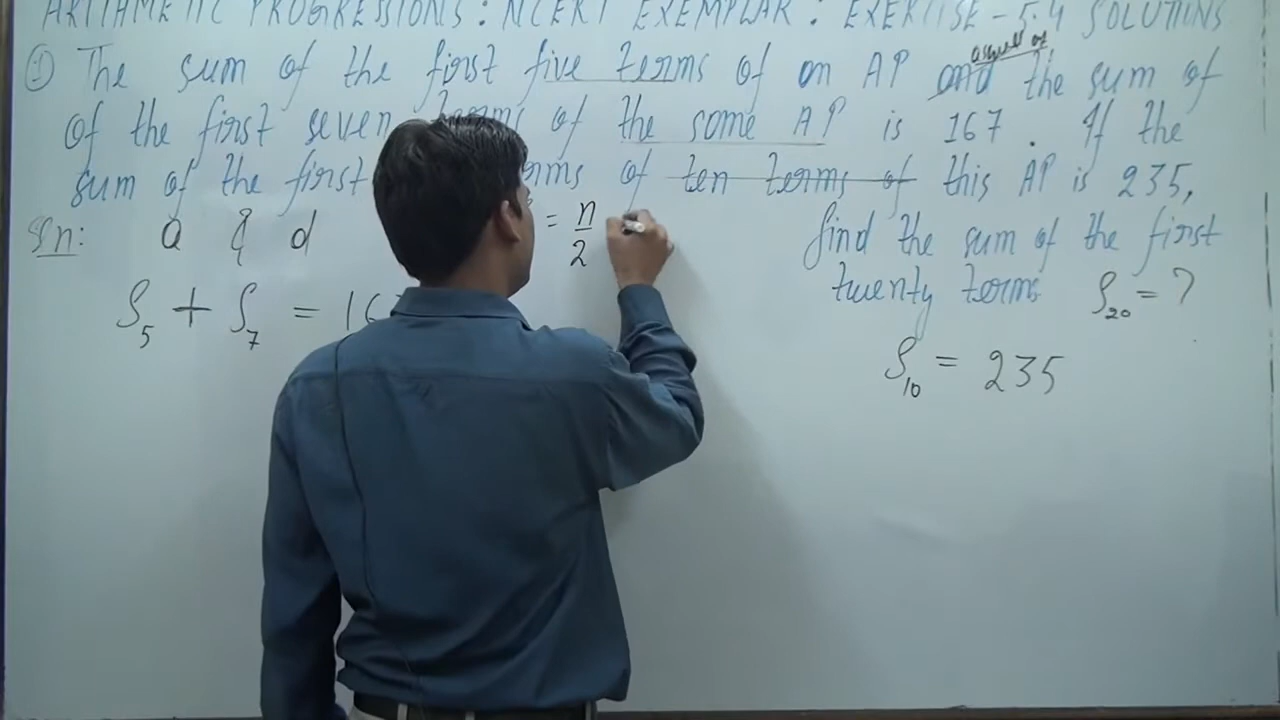 ARITHMETIC PROGRESSIONS : NCERT EXEMPLAR : EXERCISE - 5.4 SOLUTIONS
① The sum of the first five terms of an AP and the sum of
of the first seven terms of the same AP is 167. If the
sum of the first rms of ten terms of this AP is 235,
find the sum of the first
twenty terms S₂₀ = ?
Sn: a & d = n/2
S₅ + S₇ = 16
S₁₀ = 235